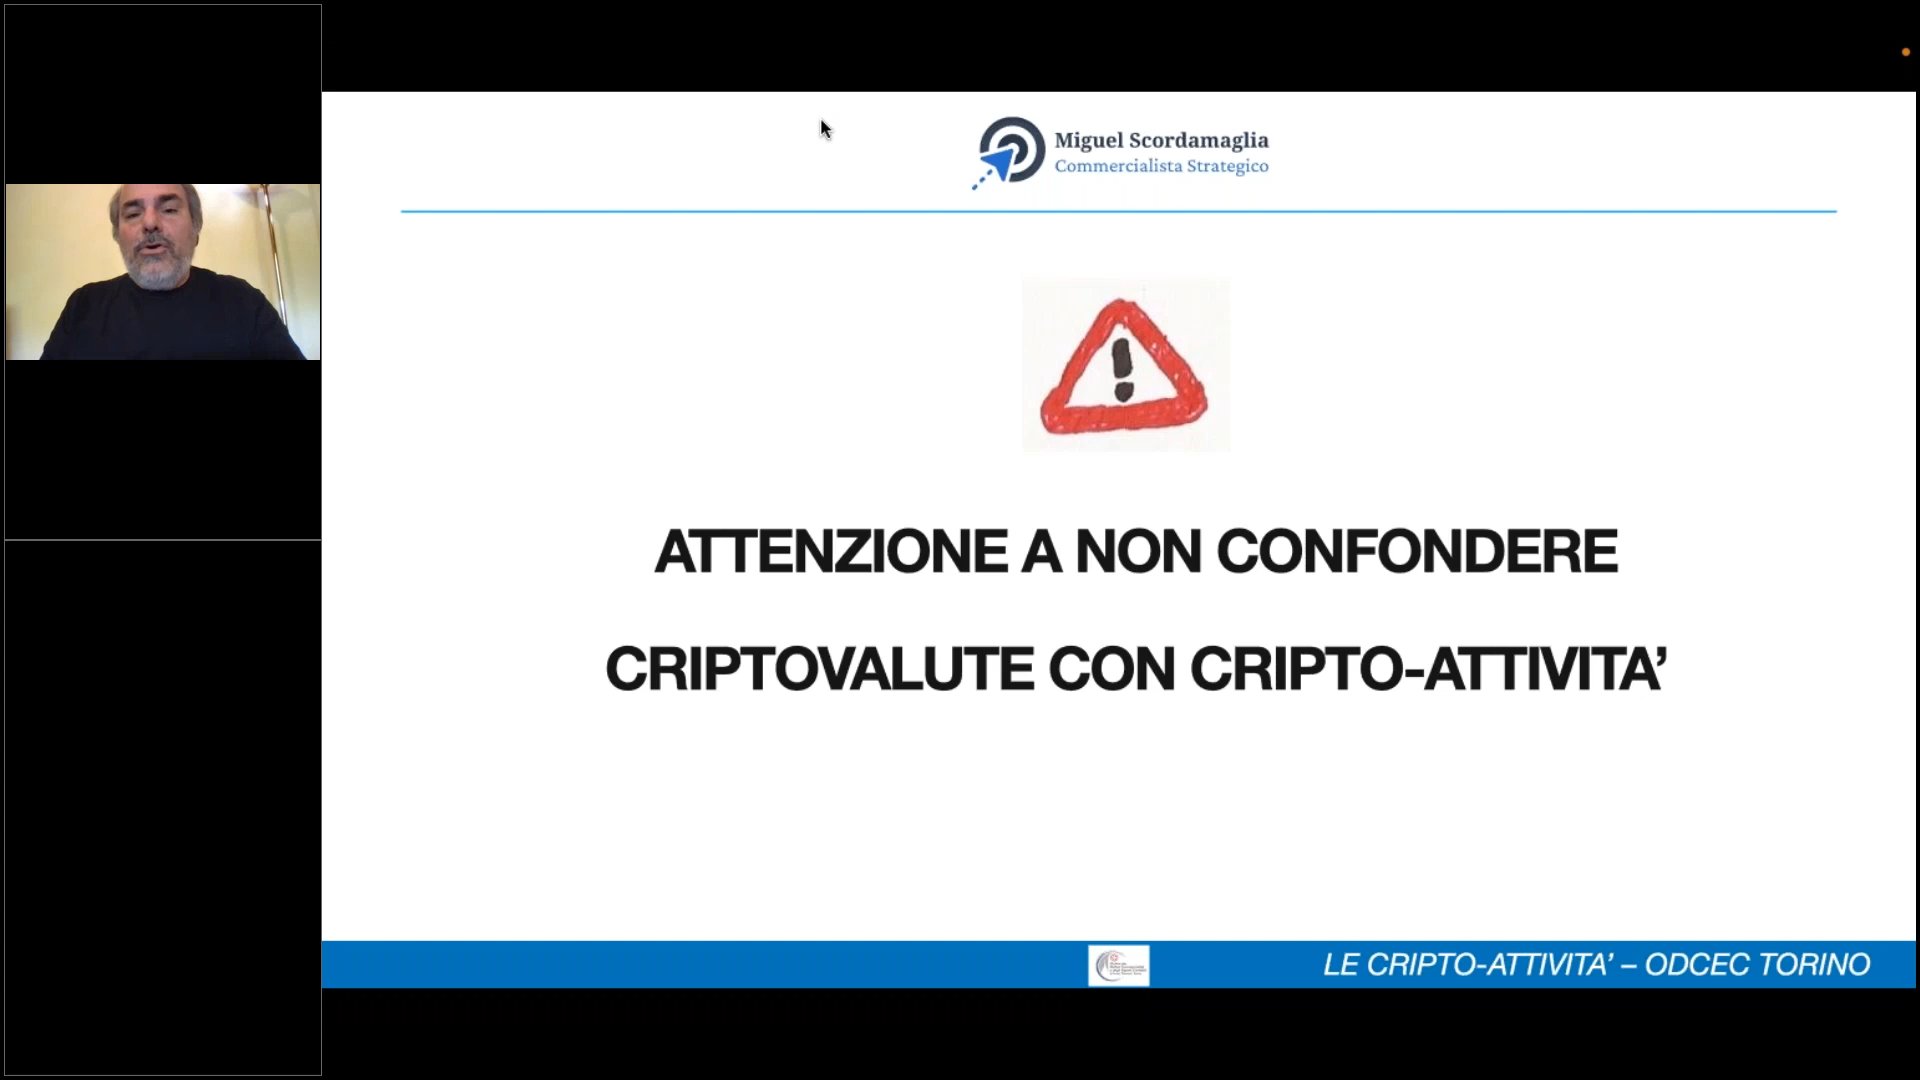 Miguel Scordamaglia
Commercialista Strategico
ATTENZIONE A NON CONFONDERE
CRIPTOVALUTE CON CRIPTO-ATTIVITA’
LE CRIPTO-ATTIVITA’ – ODCEC TORINO